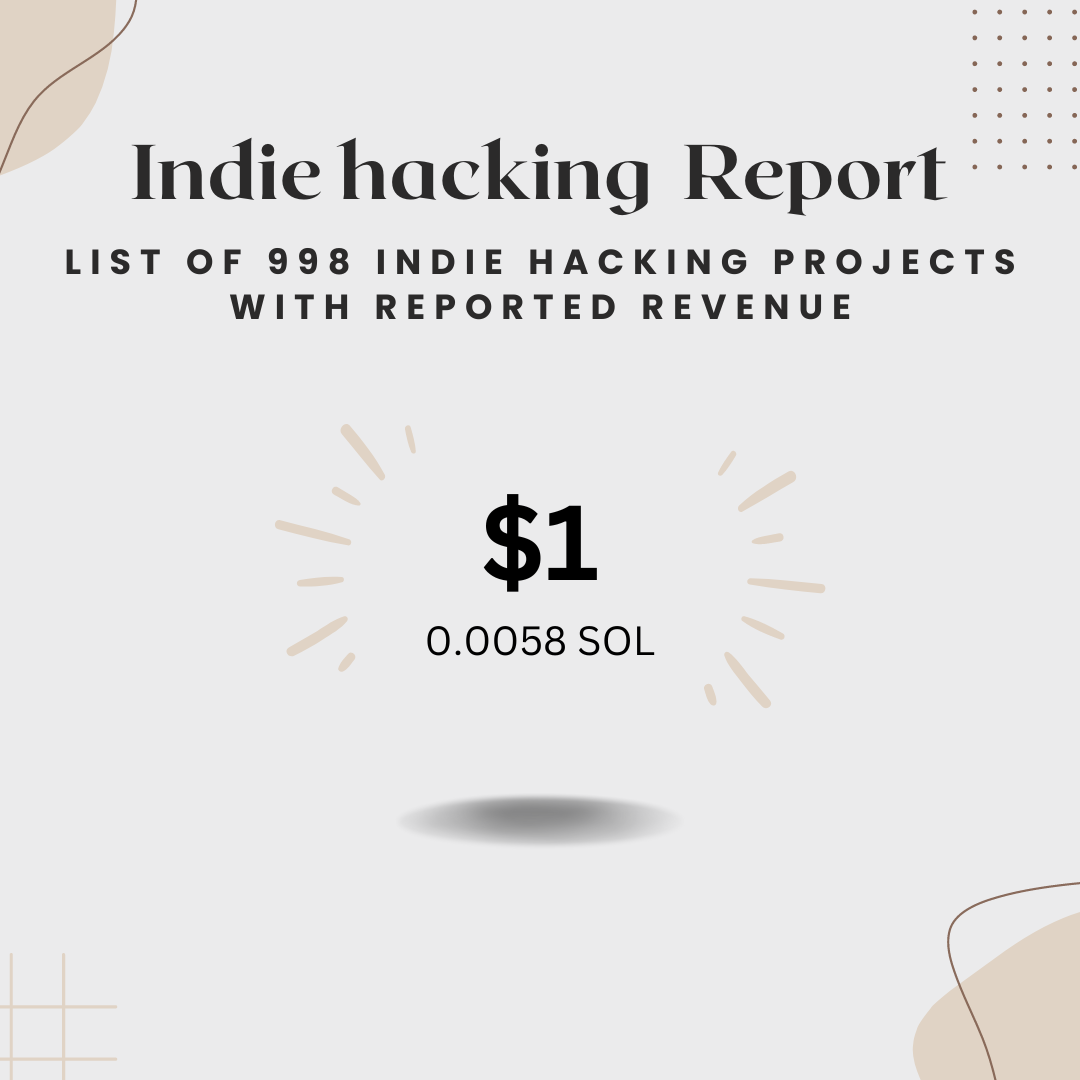 Indie hacking Report
LIST OF 998 INDIE HACKING PROJECTS
WITH REPORTED REVENUE
$1
0.0058 SOL